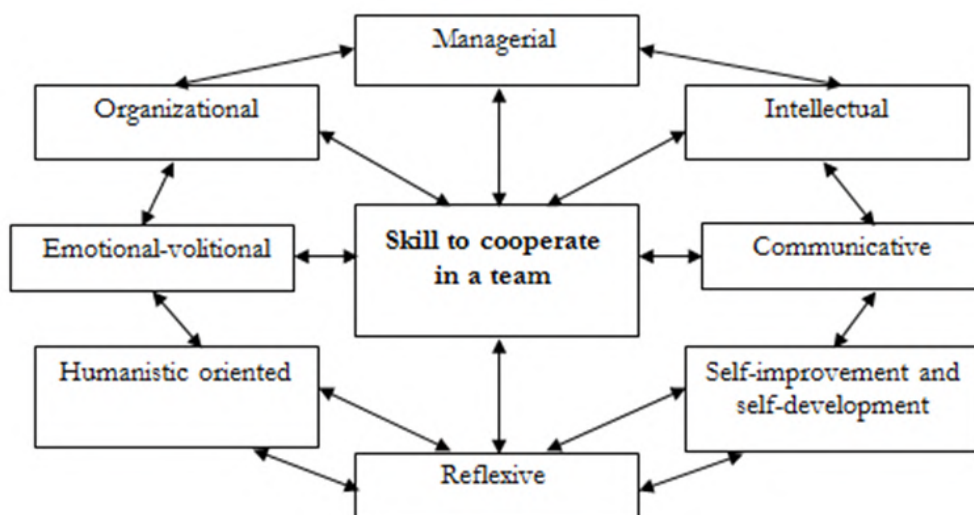 Managerial
Organizational
Intellectual
Skill to cooperate
in a team
Emotional-volitional
Communicative
Humanistic oriented
Self-improvement and
self-development
Reflexive